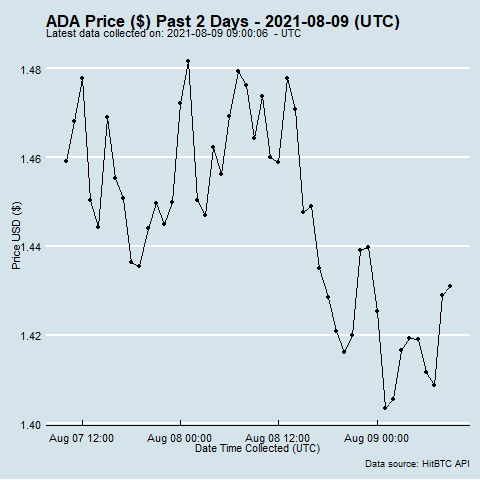 ADA Price ($) Past 2 Days - 2021-08-09 (UTC)
Latest data collected on: 2021-08-09 09:00:06  - UTC
1.48
1.46
1.44
1.42
1.40
Price USD ($)
Aug 07 12:00
Aug 08 00:00
Aug 08 12:00
Aug 09 00:00
Date Time Collected (UTC)
Data source: HitBTC API